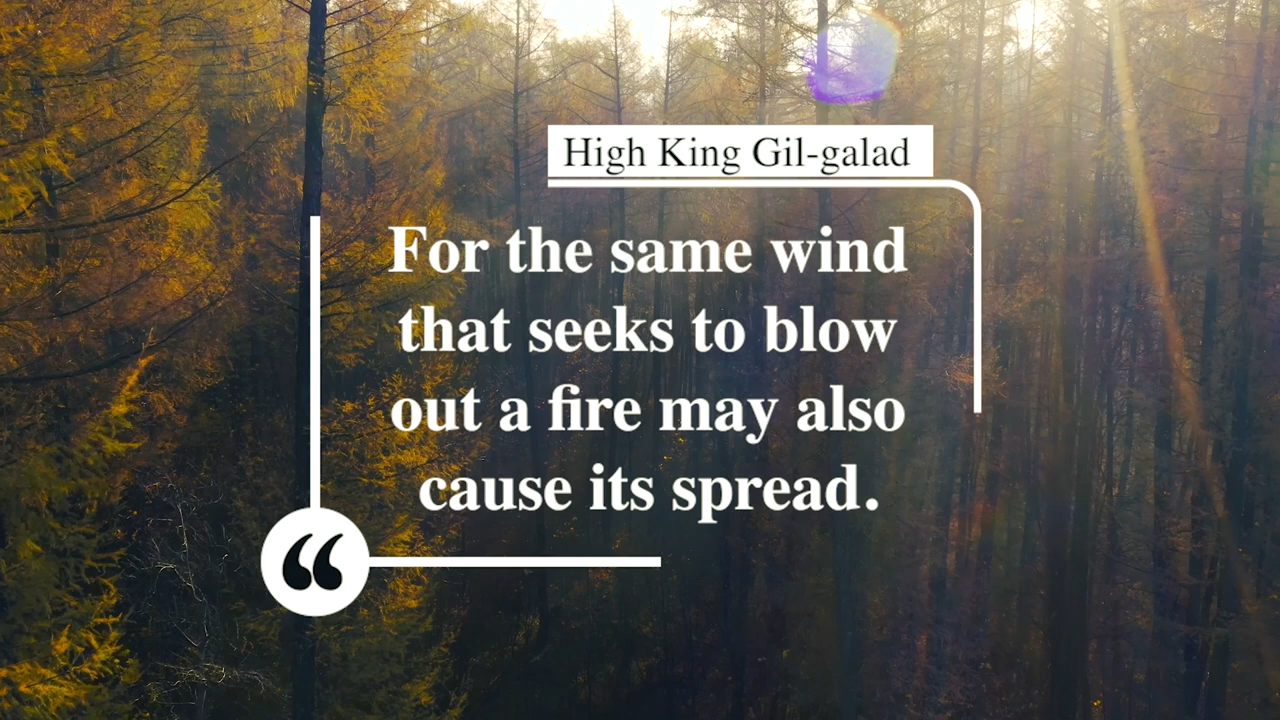 High King Gil-galad
For the same wind
that seeks to blow
out a fire may also
cause its spread.
“